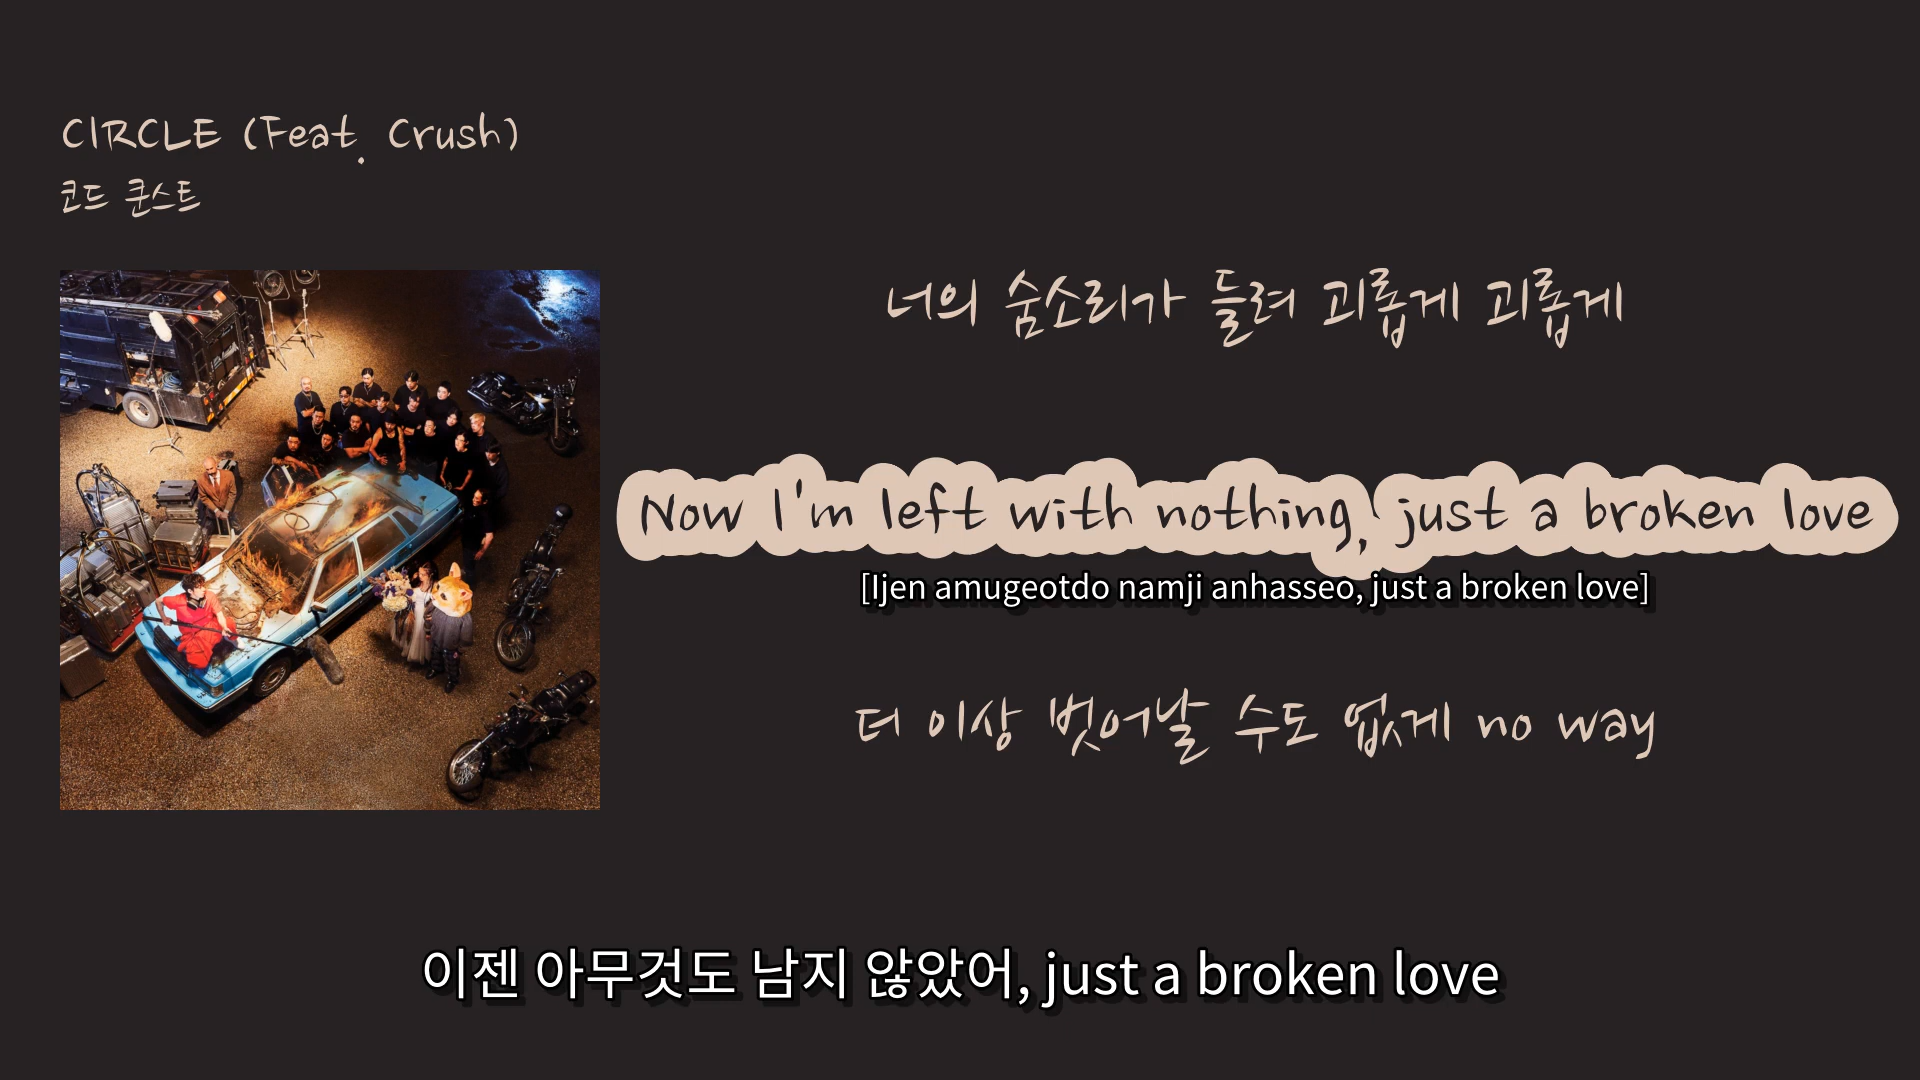 CIRCLE (Feat. Crush)
코드 쿤스트
너의 숨소리가 들려 괴롭게 괴롭게
Now I'm left with nothing, just a broken love
[Ijen amugeotdo namji anhasseo, just a broken love]
더 이상 벗어날 수도 없게 no way
이젠 아무것도 남지 않았어, just a broken love